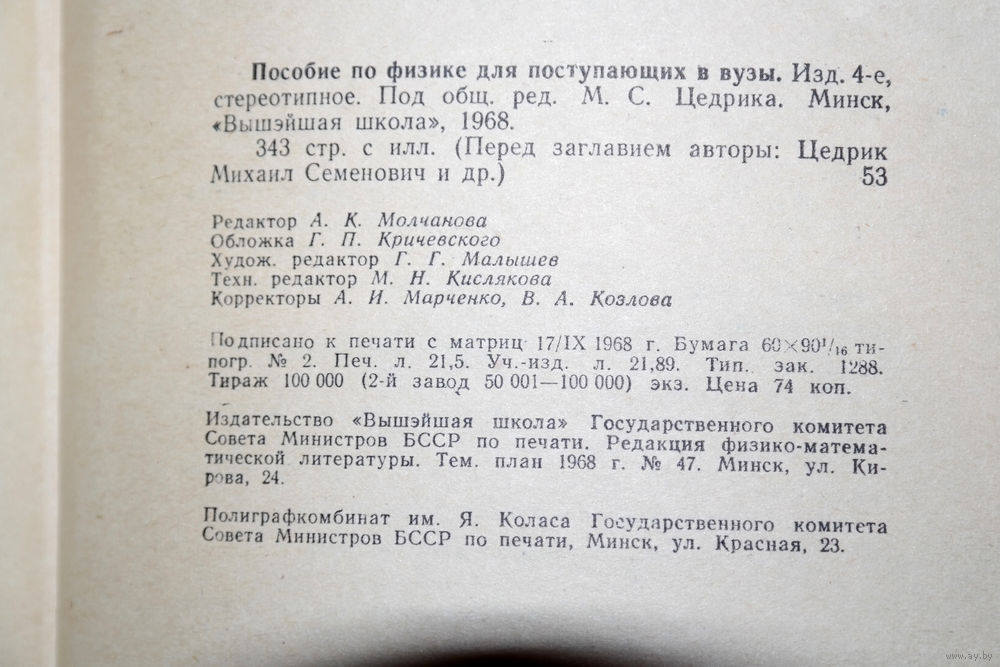 Пособие по физике для поступающих в вузы. Изд. 4-е,
стереотипное. Под общ. ред. М. С. Цедрика. Минск,
«Вышэйшая школа», 1968.
343 стр. с илл. (Перед заглавием авторы: Цедрик
Михаил Семенович и др.) 53
Редактор А. К. Молчанова
Обложка Г. П. Кричевского
Худож. редактор Г. Г. Малышев
Техн. редактор М. Н. Кислякова
Корректоры А. И. Марченко, В. А. Козлова
Подписано к печати с матриц 17/IX 1968 г. Бумага 60×90¹/₁₆ ти-
погр. № 2. Печ. л. 21,5. Уч.-изд. л. 21,89. Тип. зак. 1288.
Тираж 100 000 (2-й завод 50 001—100 000) экз. Цена 74 коп.
Издательство «Вышэйшая школа» Государственного комитета
Совета Министров БССР по печати. Редакция физико-матема-
тической литературы. Тем. план 1968 г. № 47. Минск, ул. Ки-
рова, 24.
Полиграфкомбинат им. Я. Коласа Государственного комитета
Совета Министров БССР по печати, Минск, ул. Красная, 23.
www.ay.by